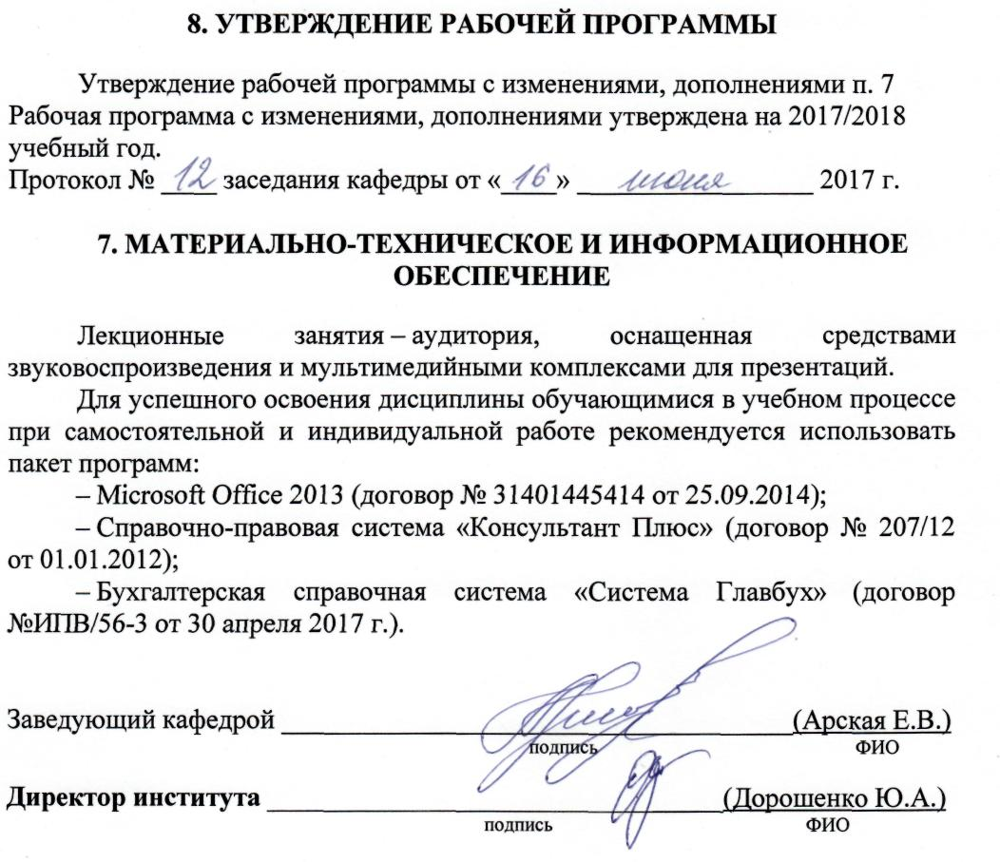 8. УТВЕРЖДЕНИЕ РАБОЧЕЙ ПРОГРАММЫ
Утверждение рабочей программы с изменениями, дополнениями п. 7
Рабочая программа с изменениями, дополнениями утверждена на 2017/2018
учебный год.
Протокол № 12 заседания кафедры от «16» июня 2017 г.
7. МАТЕРИАЛЬНО-ТЕХНИЧЕСКОЕ И ИНФОРМАЦИОННОЕ
ОБЕСПЕЧЕНИЕ
Лекционные занятия – аудитория, оснащенная средствами
звуковоспроизведения и мультимедийными комплексами для презентаций.
Для успешного освоения дисциплины обучающимися в учебном процессе
при самостоятельной и индивидуальной работе рекомендуется использовать
пакет программ:
– Microsoft Office 2013 (договор № 31401445414 от 25.09.2014);
– Справочно-правовая система «Консультант Плюс» (договор № 207/12
от 01.01.2012);
– Бухгалтерская справочная система «Система Главбух» (договор
№ИПВ/56-3 от 30 апреля 2017 г.).
Заведующий кафедрой (Арская Е.В.)
подпись ФИО
Директор института (Дорошенко Ю.А.)
подпись ФИО